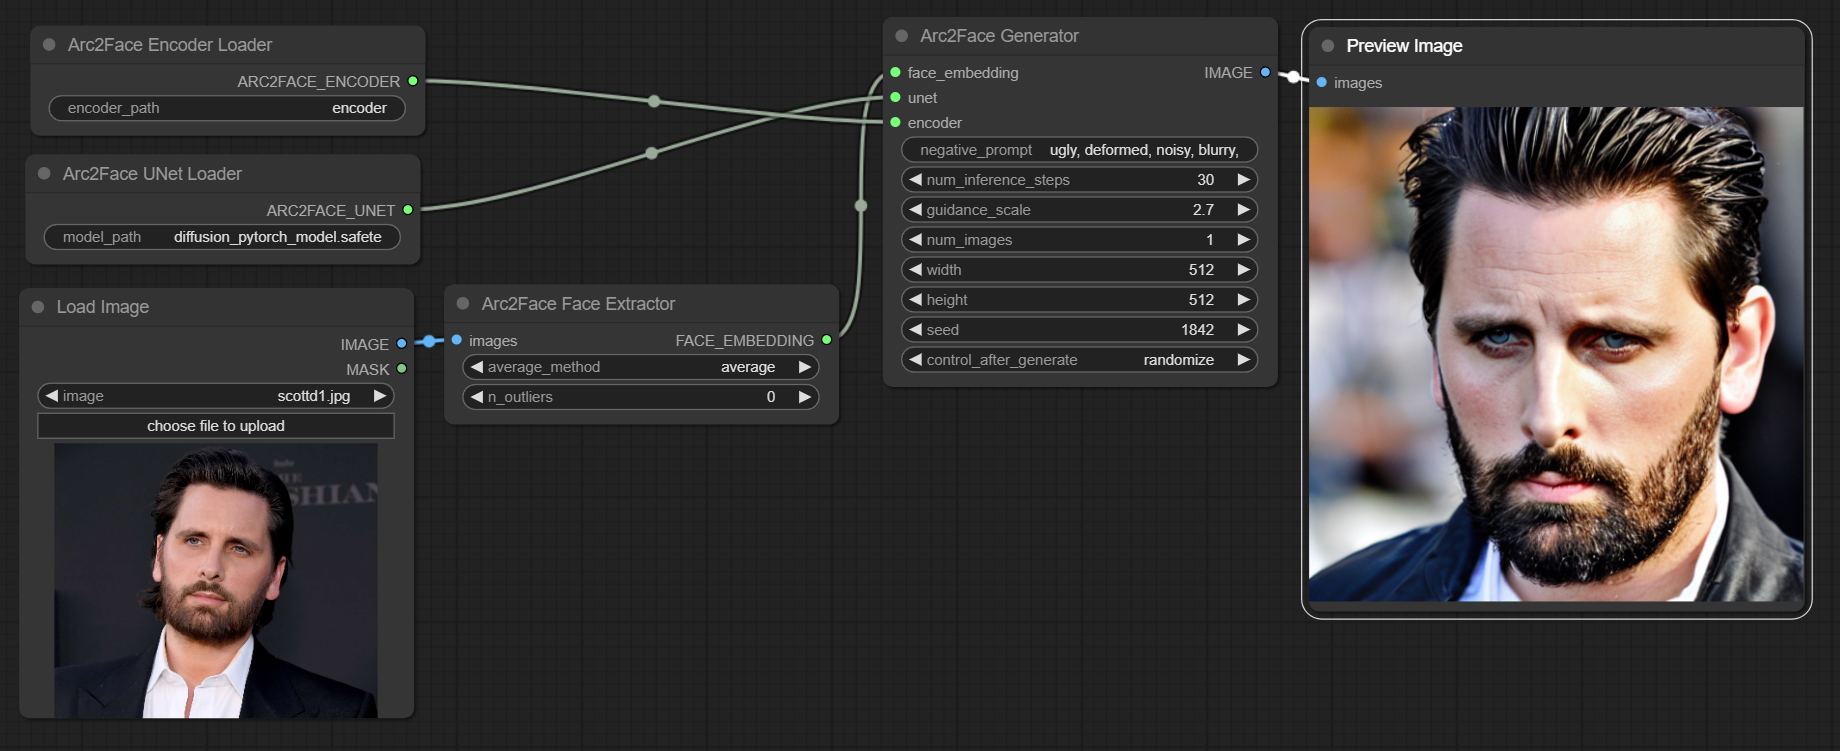 Arc2Face Encoder Loader
ARC2FACE_ENCODER
encoder_path encoder
Arc2Face UNet Loader
ARC2FACE_UNET
model_path diffusion_pytorch_model.safete
Load Image
IMAGE
MASK
image scottd1.jpg
choose file to upload
HE
SHIAN
Arc2Face Face Extractor
images FACE_EMBEDDING
average_method average
n_outliers 0
Arc2Face Generator
face_embedding IMAGE
unet
encoder
negative_prompt ugly, deformed, noisy, blurry,
num_inference_steps 30
guidance_scale 2.7
num_images 1
width 512
height 512
seed 1842
control_after_generate randomize
Preview Image
images